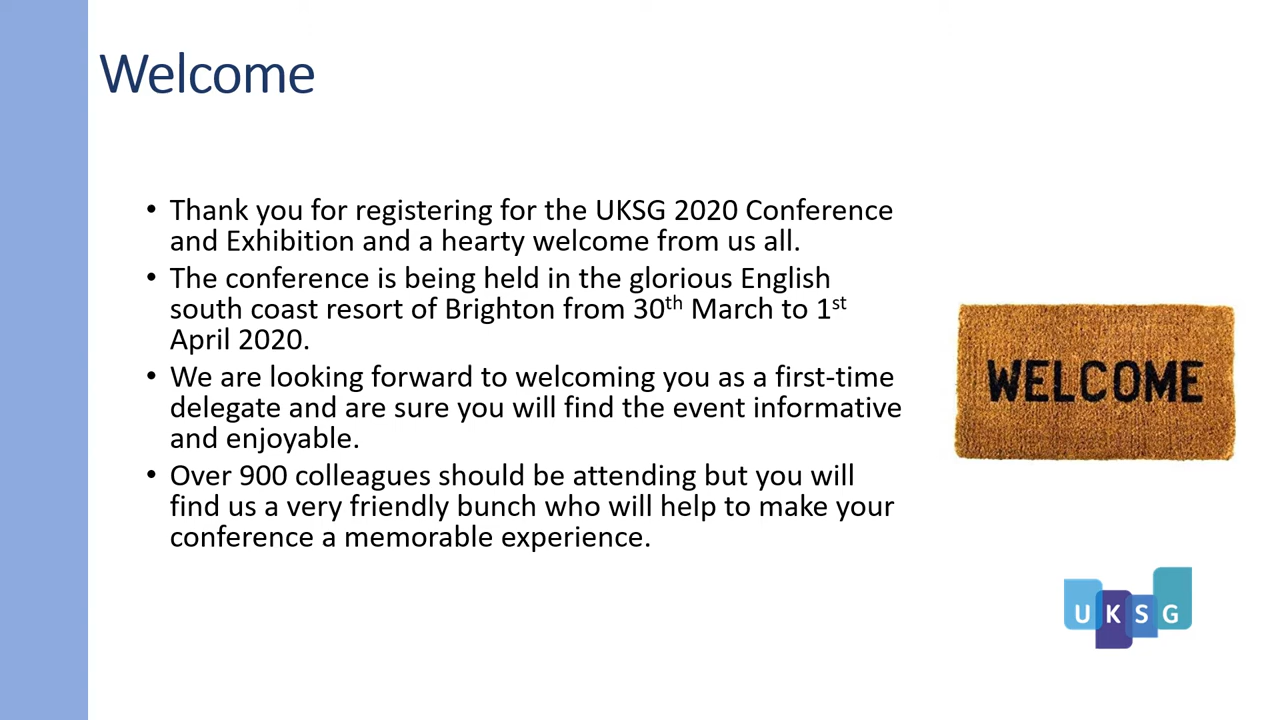 Welcome
• Thank you for registering for the UKSG 2020 Conference
and Exhibition and a hearty welcome from us all.
• The conference is being held in the glorious English
south coast resort of Brighton from 30th March to 1st
April 2020.
• We are looking forward to welcoming you as a first-time
delegate and are sure you will find the event informative
and enjoyable.
• Over 900 colleagues should be attending but you will
find us a very friendly bunch who will help to make your
conference a memorable experience.
WELCOME
UKSG